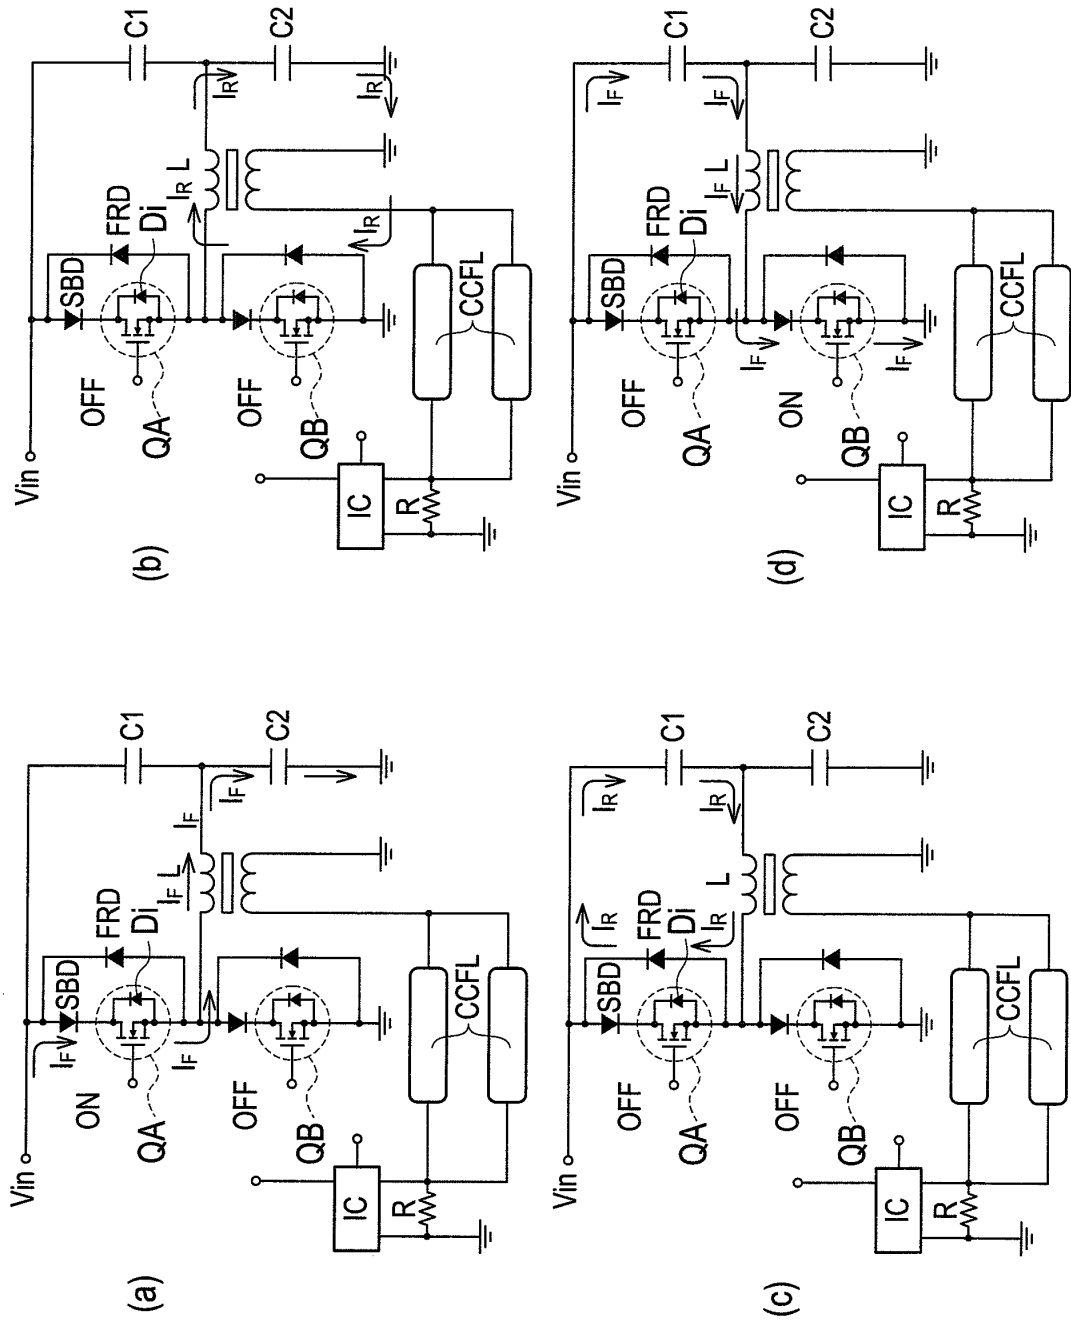 (a)
Vin
ON
QA
OFF
QB
IF
IF
SBD
FRD
Di
IF L
IF
IF
C1
C2
CCFL
IC
R
(b)
Vin
OFF
QA
OFF
QB
SBD
FRD
Di
IR L
IR
IR
IR
C1
C2
CCFL
IC
R
(c)
Vin
OFF
QA
OFF
QB
SBD
FRD
Di
IR
IR
L
IR
IR
C1
C2
CCFL
IC
R
(d)
Vin
OFF
QA
ON
QB
IF
IF
SBD
FRD
Di
IF L
IF
IF
C1
C2
CCFL
IC
R